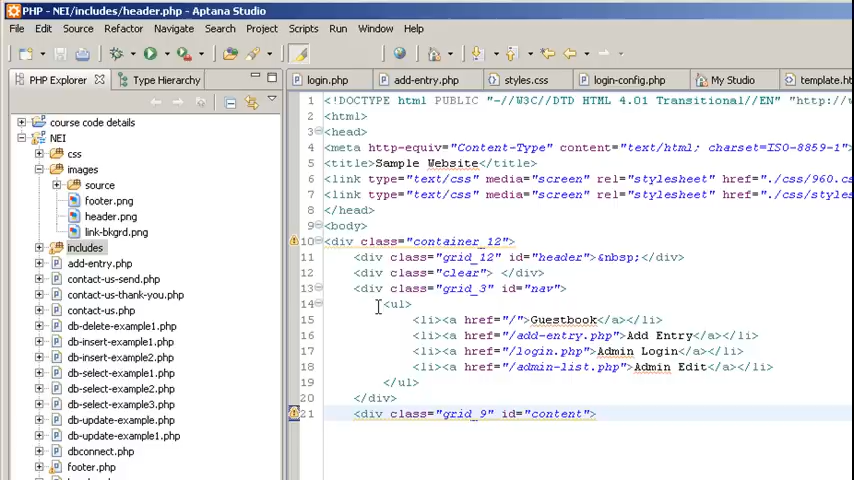 PHP - NEI/includes/header.php - Aptana Studio
File Edit Source Refactor Navigate Search Project Scripts Run Window Help
PHP Explorer Type Hierarchy
login.php add-entry.php styles.css login-config.php My Studio template.ht
course code details
NEI
css
images
source
footer.png
header.png
link-bkgrd.png
includes
add-entry.php
contact-us-send.php
contact-us-thank-you.php
contact-us.php
db-delete-example1.php
db-insert-example1.php
db-insert-example2.php
db-select-example1.php
db-select-example2.php
db-select-example3.php
db-update-example.php
db-update-example1.php
dbconnect.php
footer.php
1 <!DOCTYPE html PUBLIC "-//W3C//DTD HTML 4.01 Transitional//EN" "http://w
2 <html>
3 <head>
4 <meta http-equiv="Content-Type" content="text/html; charset=ISO-8859-1">
5 <title>Sample Website</title>
6 <link type="text/css" media="screen" rel="stylesheet" href="./css/960.c
7 <link type="text/css" media="screen" rel="stylesheet" href="./css/style
8 </head>
9 <body>
10 <div class="container_12">
11 <div class="grid_12" id="header">&nbsp;</div>
12 <div class="clear"> </div>
13 <div class="grid_3" id="nav">
14 <ul>
15 <li><a href="/">Guestbook</a></li>
16 <li><a href="/add-entry.php">Add Entry</a></li>
17 <li><a href="/login.php">Admin Login</a></li>
18 <li><a href="/admin-list.php">Admin Edit</a></li>
19 </ul>
20 </div>
21 <div class="grid_9" id="content">